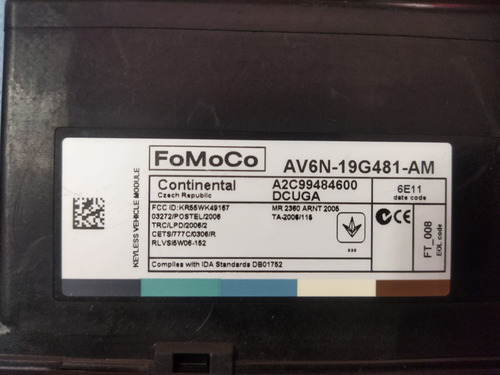 FoMoCo
AV6N-19G481-AM
KEYLESS VEHICLE MODULE
Continental
Czech Republic
A2C99484600
DCUGA
6E11
date code
FCC ID: KR55WK49167
03272/POSTEL/2006
TRC/LPD/2006/2
CETS/777C/0306/R
RLVSI5W06-152
MR 2360 ARNT 2005
TA-2006/115
FT_008
EOL code
Complies with IDA Standards DB01752